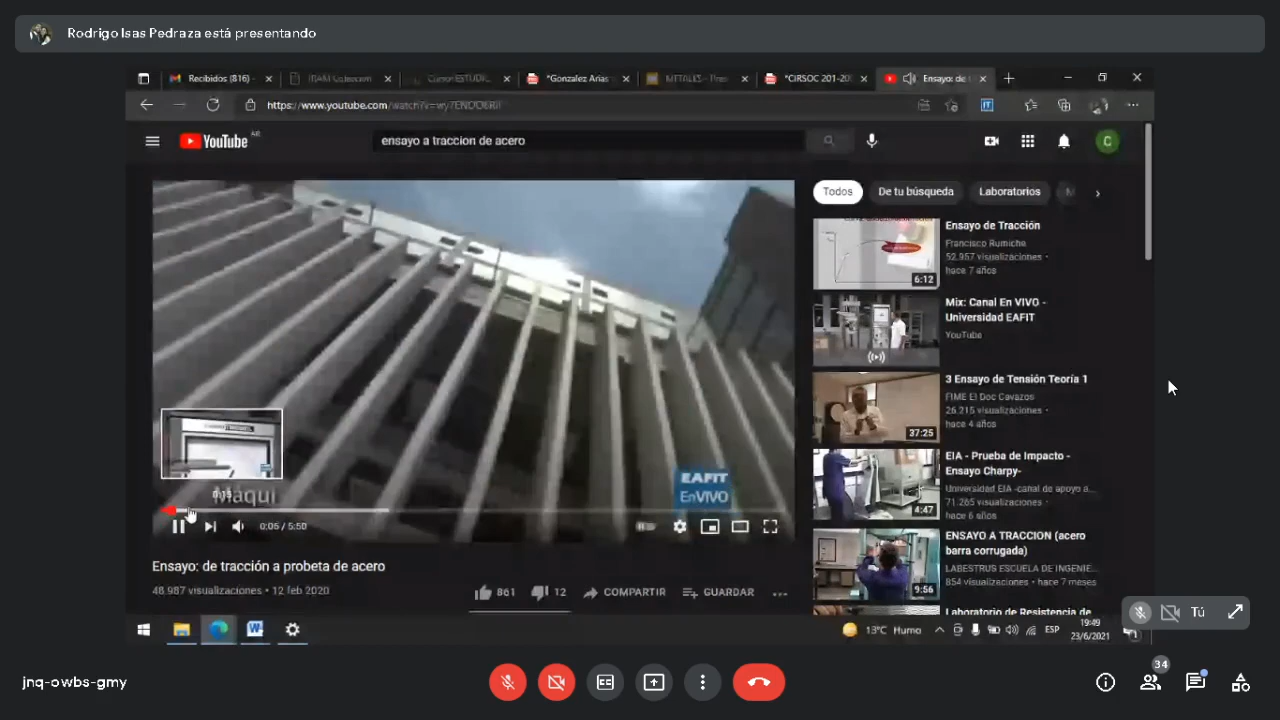 Rodrigo Isas Pedraza está presentando
Recibidos (816) -
*Gonzalez Arias
*CIRSOC 201-20
Ensayo: de
https://www.youtube.com/watch?v=
YouTube AR
ensayo a traccion de acero
C
Todos
De tu búsqueda
Laboratorios
Ensayo de Tracción
Francisco Rumiche
52.957 visualizaciones •
hace 7 años
6:12
Mix: Canal En VIVO -
Universidad EAFIT
YouTube
3 Ensayo de Tensión Teoría 1
FIME El Doc Cavazos
26.215 visualizaciones •
hace 4 años
37:25
EIA - Prueba de Impacto -
Ensayo Charpy-
Universidad EIA -canal de apoyo a...
71.265 visualizaciones •
hace 6 años
4:47
ENSAYO A TRACCION (acero
barra corrugada)
LABESTRUS ESCUELA DE INGENIE...
854 visualizaciones • hace 7 meses
9:56
Laboratorio de Resistencia de
EAFIT
EnVIVO
0:15
Máqui
0:06 / 5:50
Ensayo: de tracción a probeta de acero
48.987 visualizaciones • 12 feb 2020
861
12
COMPARTIR
GUARDAR
...
Tú
13°C Humo
ESP
19:49
23/6/2021
jnq-owbs-gmy
34